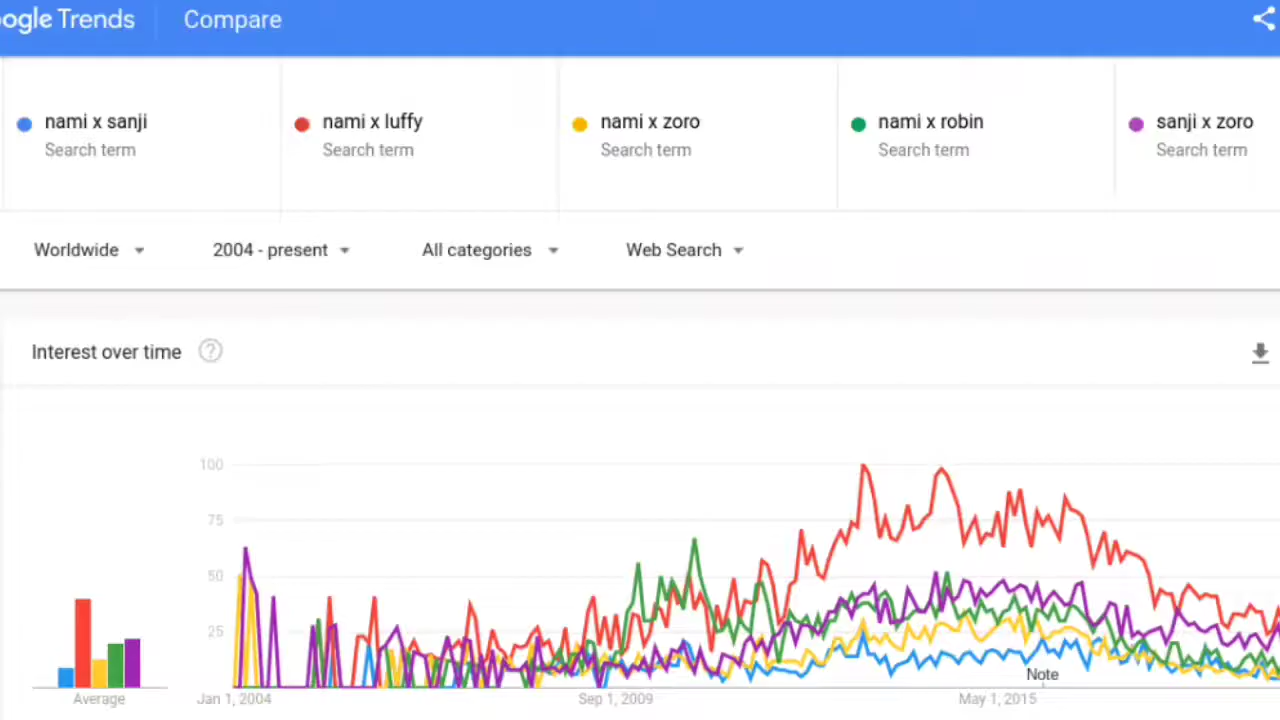 oogle Trends Compare
nami x sanji
Search term
nami x luffy
Search term
nami x zoro
Search term
nami x robin
Search term
sanji x zoro
Search term
Worldwide 2004 - present All categories Web Search
Interest over time ?
100
75
50
25
Note
Average Jan 1, 2004 Sep 1, 2009 May 1, 2015